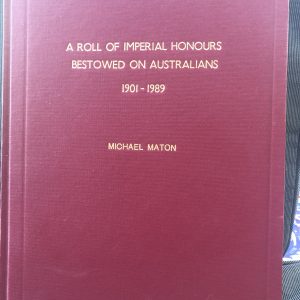 A ROLL OF IMPERIAL HONOURS
BESTOWED ON AUSTRALIANS
1901-1989
MICHAEL MATON